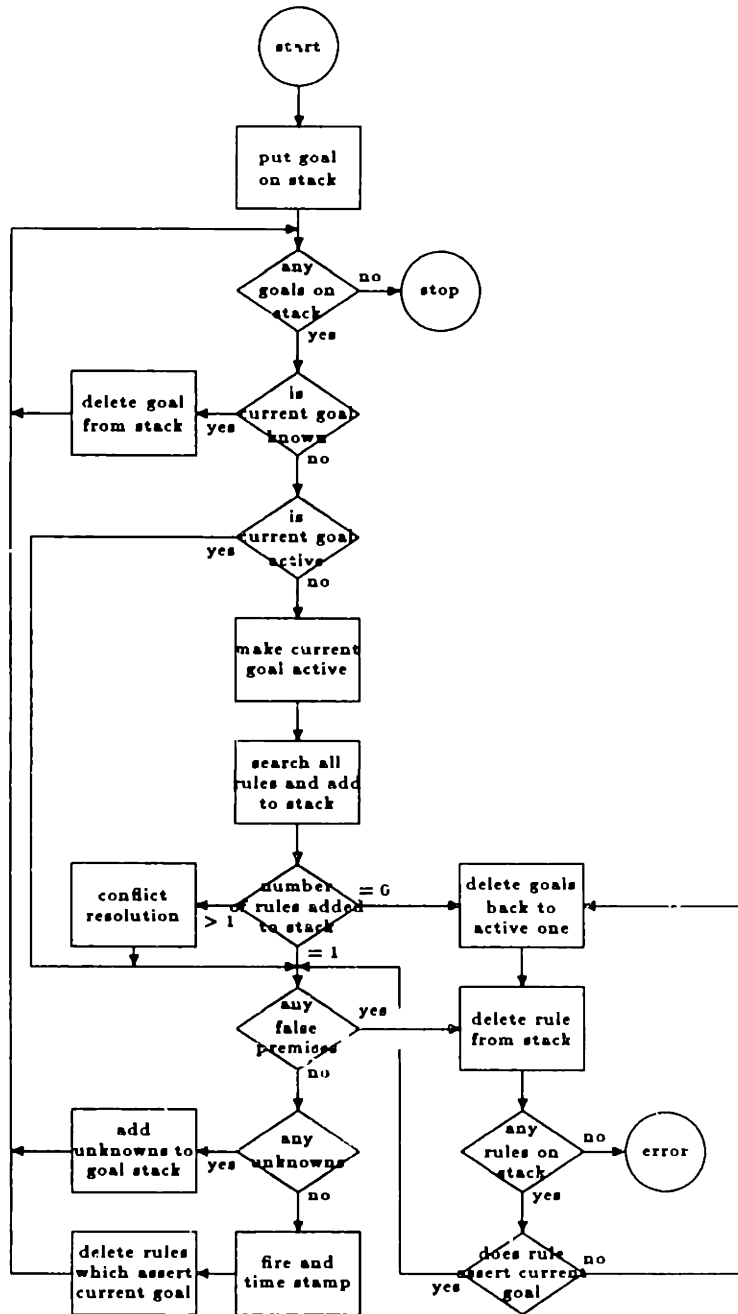 start
put goal
on stack
any
goals on
stack
no
stop
yes
delete goal
from stack
yes
is
current goal
known
no
is
current goal
active
yes
no
make current
goal active
search all
rules and add
to stack
conflict
resolution
> 1
number
of rules added
to stack
= 0
= 1
delete goals
back to
active one
any
false
premises
yes
no
delete rule
from stack
add
unknowns to
goal stack
yes
any
unknowns
no
any
rules on
stack
no
error
yes
delete rules
which assert
current goal
fire and
time stamp
yes
does rule
assert current
goal
no